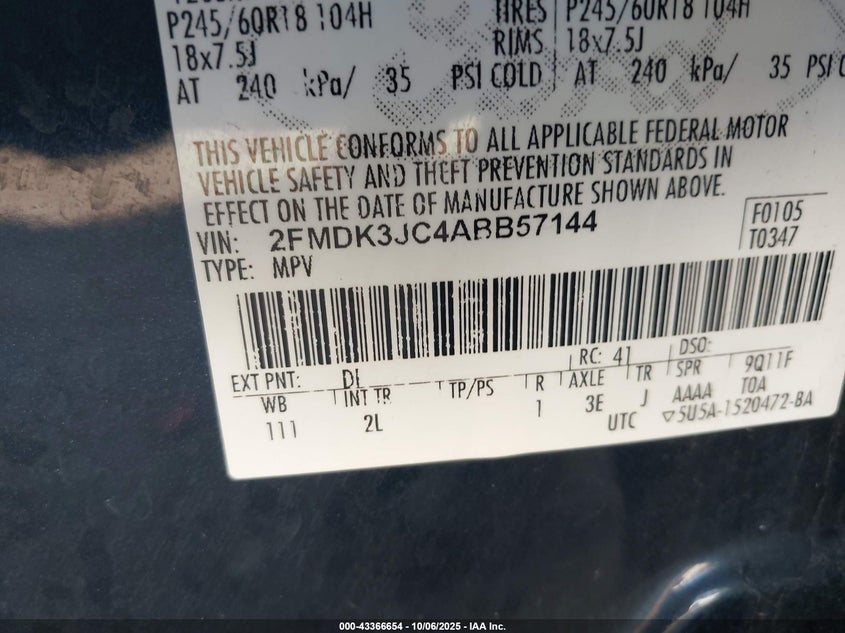 P245/60R18 104H TIRES P245/60R18 104H
18x7.5J RIMS 18x7.5J
AT 240 kPa/ 35 PSI COLD AT 240 kPa/ 35 PSI
THIS VEHICLE CONFORMS TO ALL APPLICABLE FEDERAL MOTOR
VEHICLE SAFETY AND THEFT PREVENTION STANDARDS IN
EFFECT ON THE DATE OF MANUFACTURE SHOWN ABOVE.
VIN: 2FMDK3JC4ABB57144 F0105
TYPE: MPV T0347
EXT PNT: DL RC: 41 DSO:
WB INT TR TP/PS R AXLE TR SPR 9Q11F
111 2L 1 3E J AAAA TOA
UTC ▽5U5A-1520472-BA
000-43366654 - 10/06/2025 - IAA Inc.